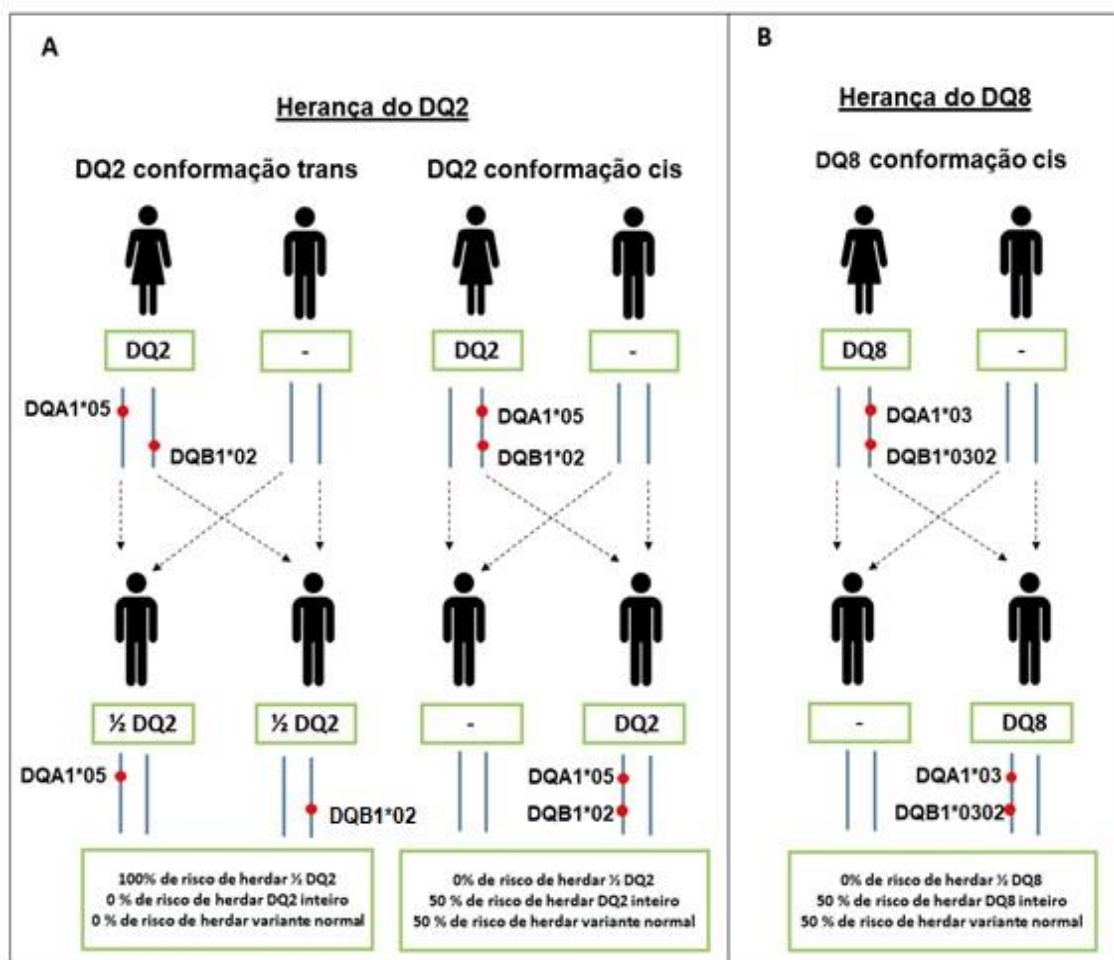 A
Herança do DQ2
DQ2 conformação trans
DQ2 conformação cis
DQ2
-
DQ2
-
DQA1*05
DQB1*02
DQA1*05
DQB1*02
½ DQ2
½ DQ2
-
DQ2
DQA1*05
DQB1*02
DQA1*05
DQB1*02
100% de risco de herdar ½ DQ2
0 % de risco de herdar DQ2 inteiro
0 % de risco de herdar variante normal
0% de risco de herdar ½ DQ2
50 % de risco de herdar DQ2 inteiro
50 % de risco de herdar variante normal
B
Herança do DQ8
DQ8 conformação cis
DQ8
-
DQA1*03
DQB1*0302
-
DQ8
DQA1*03
DQB1*0302
0% de risco de herdar ½ DQ8
50 % de risco de herdar DQ8 inteiro
50 % de risco de herdar variante normal